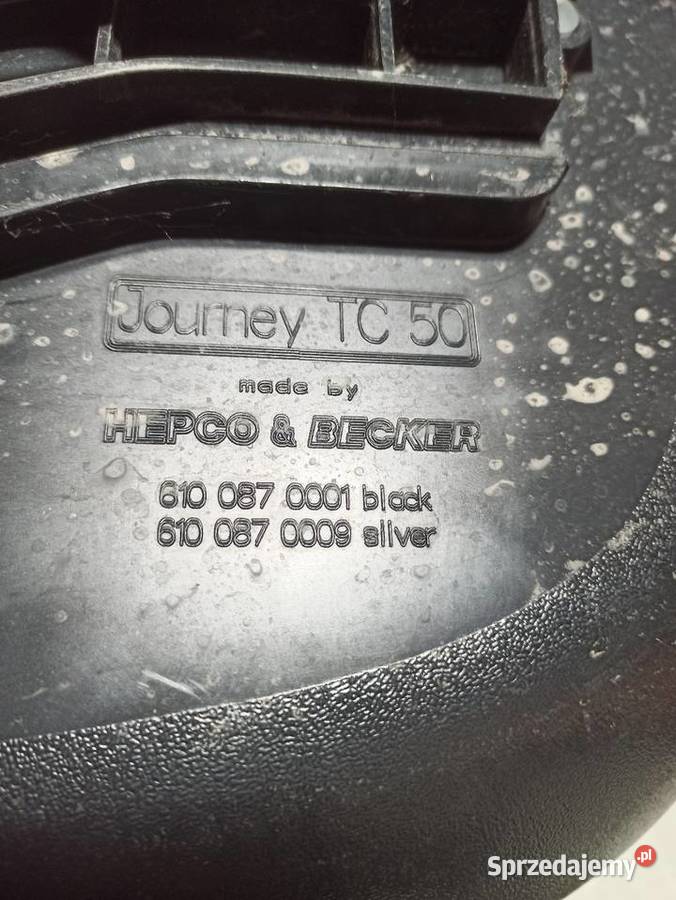 Journey TC 50
made by
HEPCO & BECKER
610 087 0001 black
610 087 0009 silver
Sprzedajemy.pl